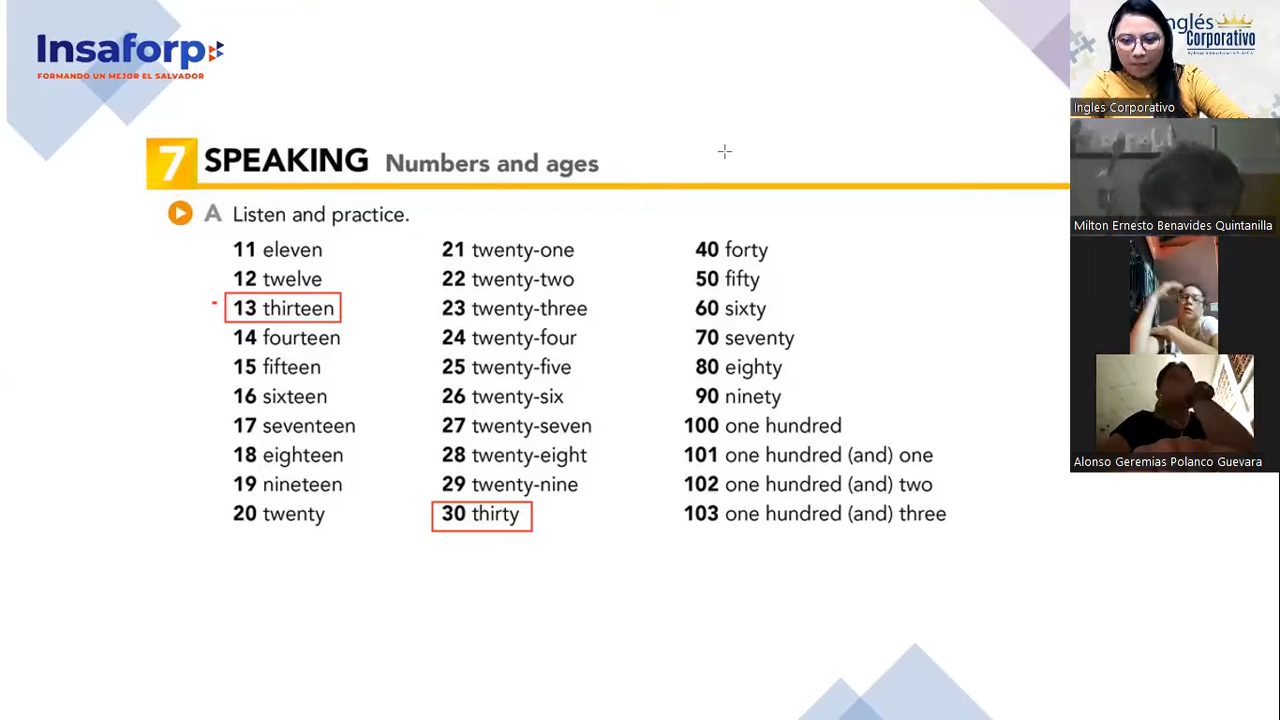 Insaforp
FORMANDO UN MEJOR EL SALVADOR
7 SPEAKING Numbers and ages
A Listen and practice.
11 eleven
12 twelve
13 thirteen
14 fourteen
15 fifteen
16 sixteen
17 seventeen
18 eighteen
19 nineteen
20 twenty
21 twenty-one
22 twenty-two
23 twenty-three
24 twenty-four
25 twenty-five
26 twenty-six
27 twenty-seven
28 twenty-eight
29 twenty-nine
30 thirty
40 forty
50 fifty
60 sixty
70 seventy
80 eighty
90 ninety
100 one hundred
101 one hundred (and) one
102 one hundred (and) two
103 one hundred (and) three
nglés
Corporativo
Ingles Corporativo
Milton Ernesto Benavides Quintanilla
Alonso Geremias Polanco Guevara